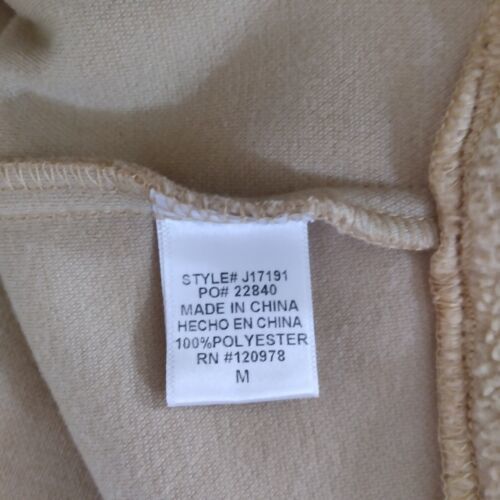 STYLE# J17191
PO# 22840
MADE IN CHINA
HECHO EN CHINA
100%POLYESTER
RN #120978
M